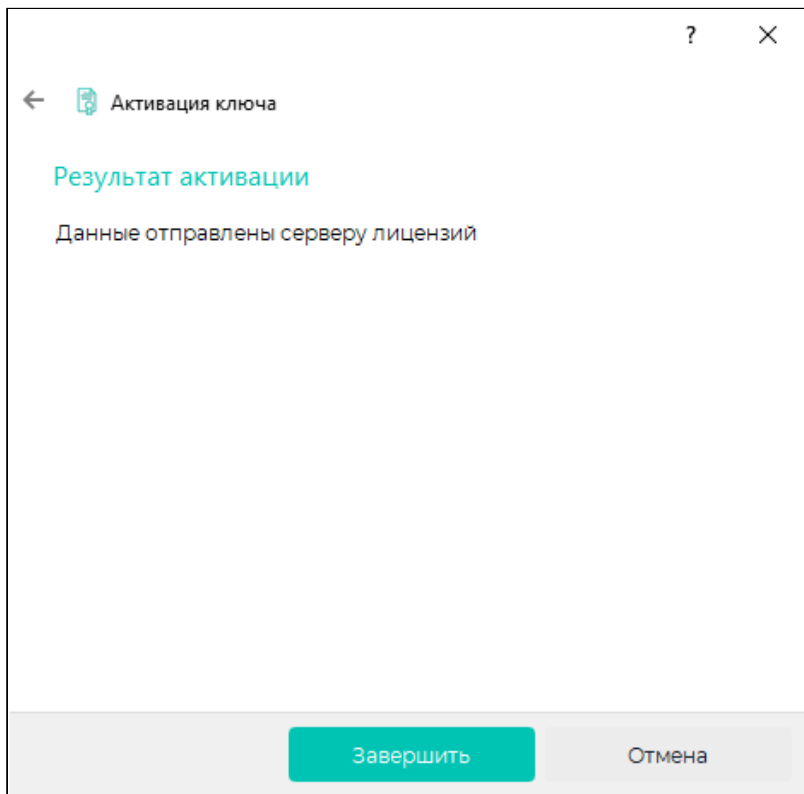 ?
Активация ключа
Результат активации
Данные отправлены серверу лицензий
Завершить Отмена